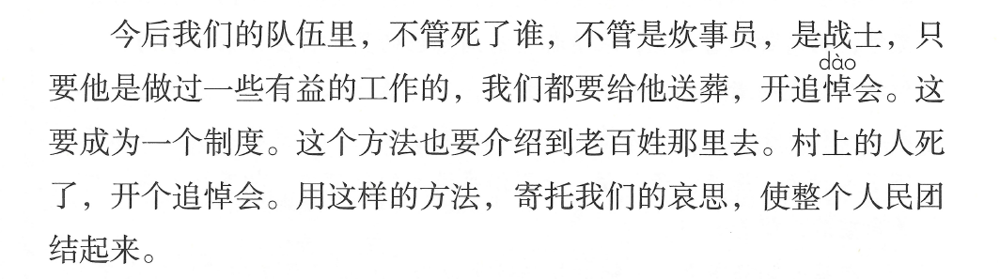 今后我们的队伍里，不管死了谁，不管是炊事员，是战士，只
dào
要他是做过一些有益的工作的，我们都要给他送葬，开追悼会。这
要成为一个制度。这个方法也要介绍到老百姓那里去。村上的人死
了，开个追悼会。用这样的方法，寄托我们的哀思，使整个人民团
结起来。